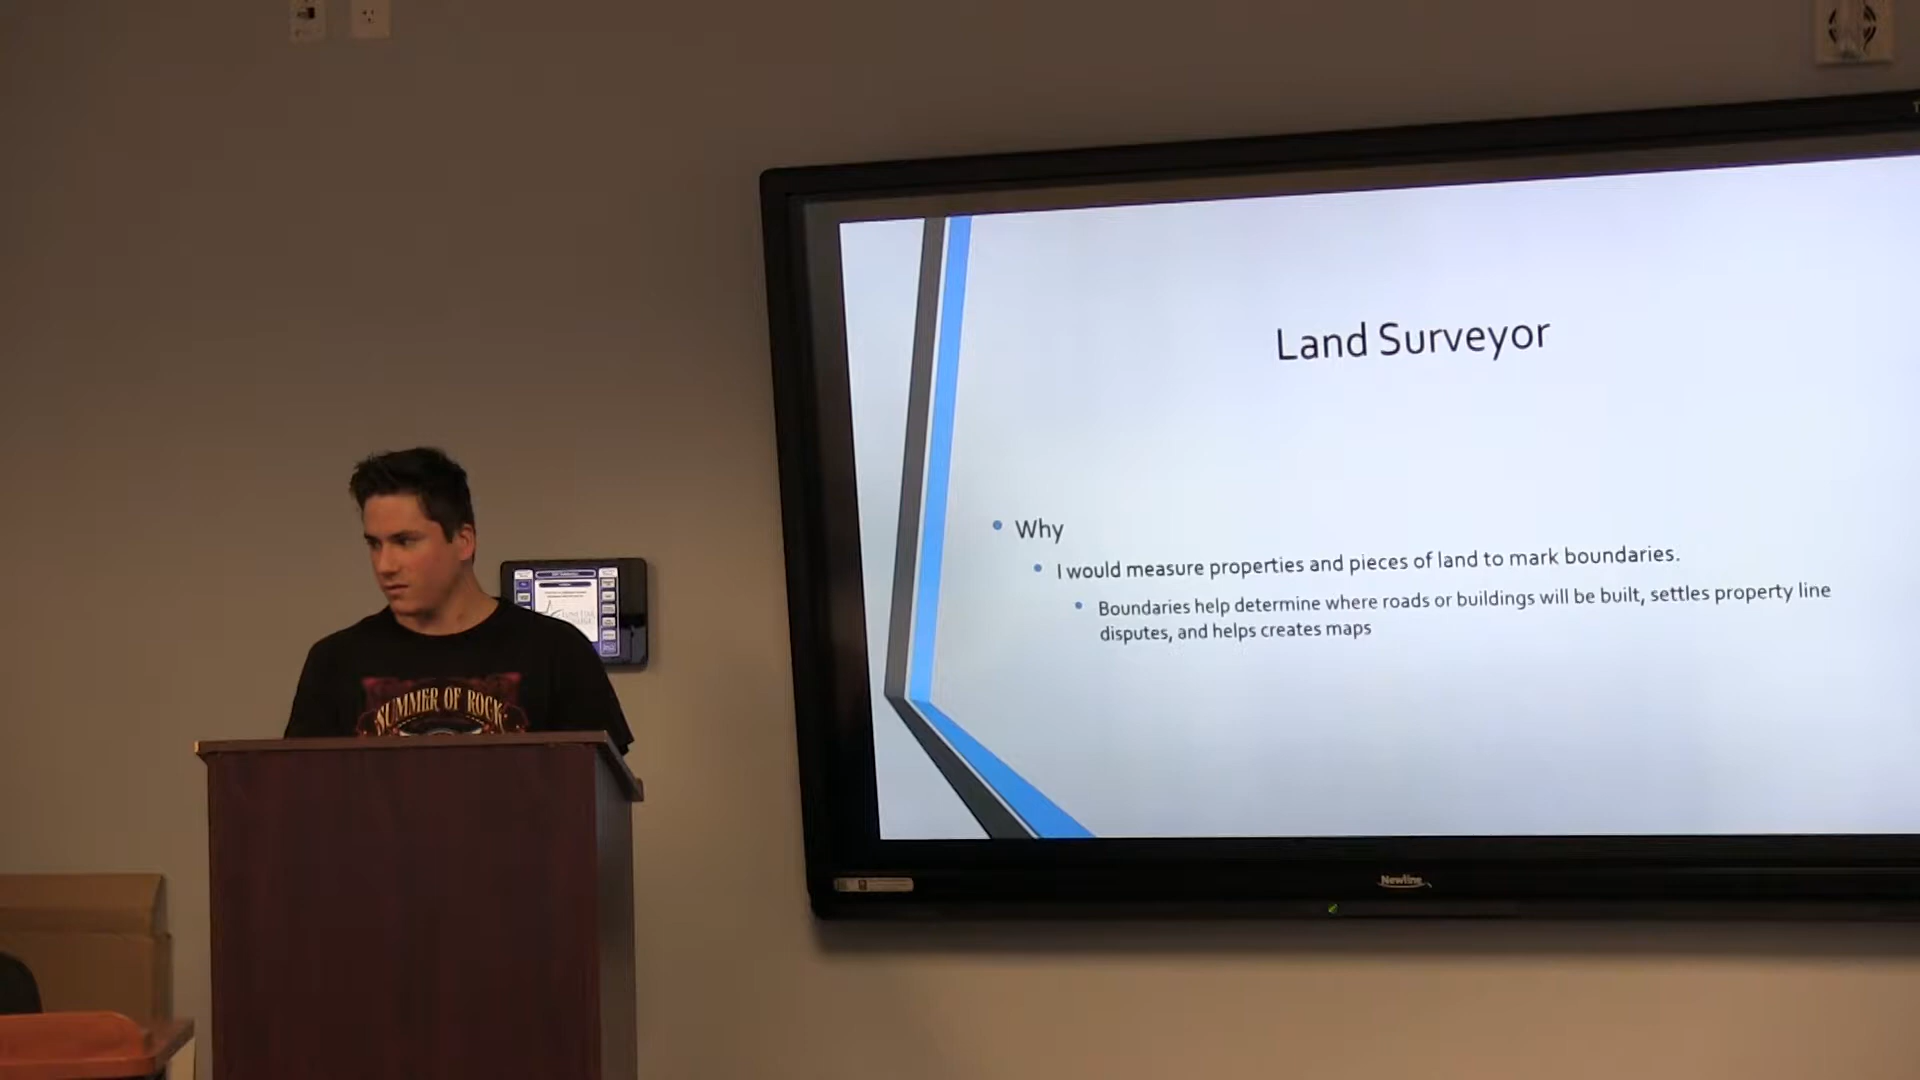 Land Surveyor
Why
I would measure properties and pieces of land to mark boundaries.
Boundaries help determine where roads or buildings will be built, settles property line
disputes, and helps creates maps
SUMMER OF ROCK
Newline